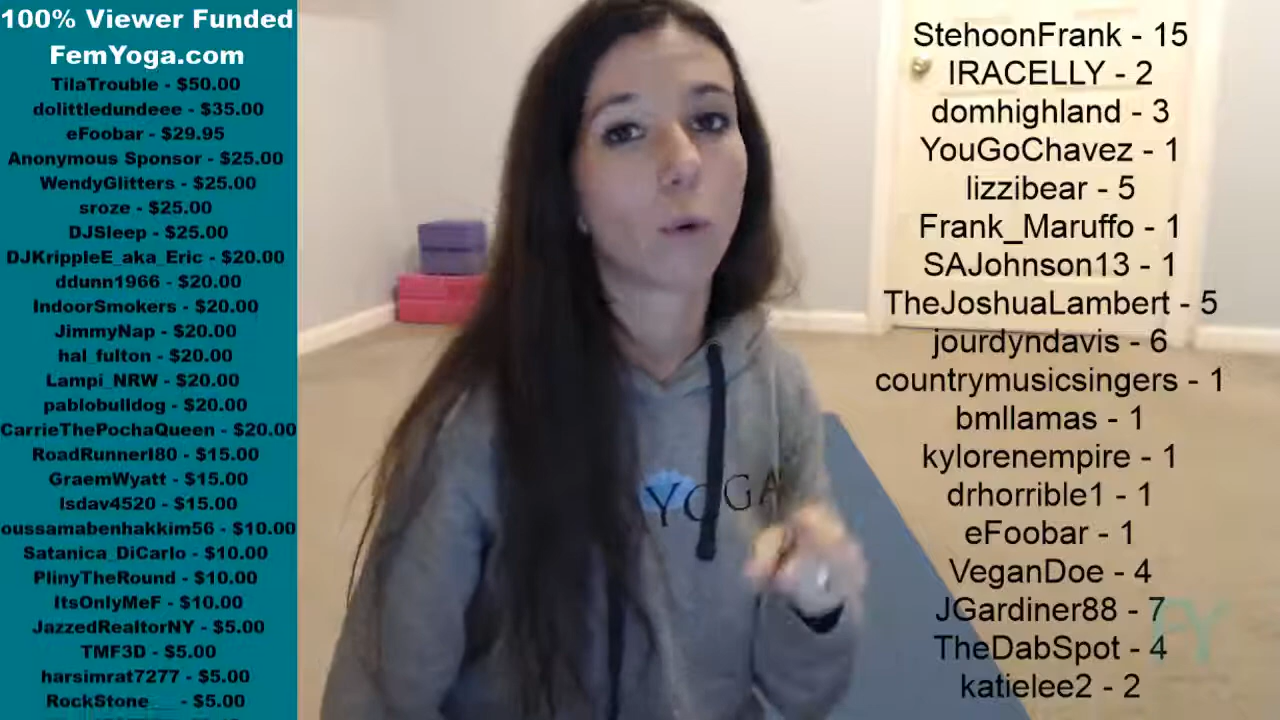 100% Viewer Funded
FemYoga.com
TilaTrouble - $50.00
dolittledundeee - $35.00
eFoobar - $29.95
Anonymous Sponsor - $25.00
WendyGlitters - $25.00
sroze - $25.00
DJSleep - $25.00
DJKrippleE_aka_Eric - $20.00
ddunn1966 - $20.00
IndoorSmokers - $20.00
JimmyNap - $20.00
hal_fulton - $20.00
Lampi_NRW - $20.00
pablobulldog - $20.00
CarrieThePochaQueen - $20.00
RoadRunnerI80 - $15.00
GraemWyatt - $15.00
lsdav4520 - $15.00
oussamabenhakkim56 - $10.00
Satanica_DiCarlo - $10.00
PlinyTheRound - $10.00
ItsOnlyMeF - $10.00
JazzedRealtorNY - $5.00
TMF3D - $5.00
harsimrat7277 - $5.00
RockStone__ - $5.00
YOGA
StehoonFrank - 15
IRACELLY - 2
domhighland - 3
YouGoChavez - 1
lizzibear - 5
Frank_Maruffo - 1
SAJohnson13 - 1
TheJoshuaLambert - 5
jourdyndavis - 6
countrymusicsingers - 1
bmllamas - 1
kylorenempire - 1
drhorrible1 - 1
eFoobar - 1
VeganDoe - 4
JGardiner88 - 7
TheDabSpot - 4
katielee2 - 2
FY